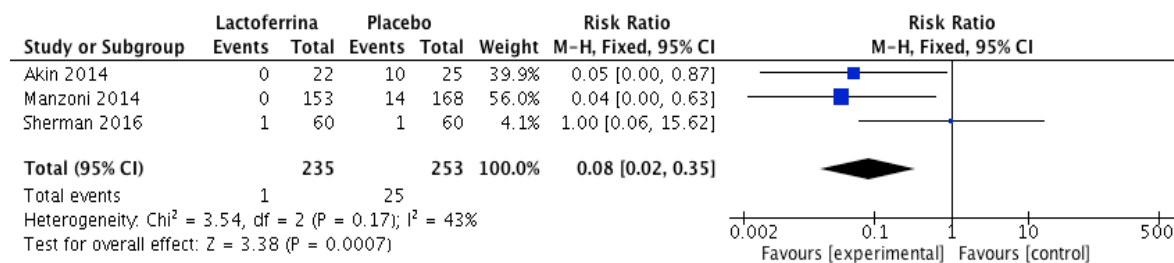 Lactoferrina Placebo Risk Ratio Risk Ratio
Study or Subgroup Events Total Events Total Weight M-H, Fixed, 95% CI M-H, Fixed, 95% CI
Akin 2014 0 22 10 25 39.9% 0.05 [0.00, 0.87]
Manzoni 2014 0 153 14 168 56.0% 0.04 [0.00, 0.63]
Sherman 2016 1 60 1 60 4.1% 1.00 [0.06, 15.62]
Total (95% CI) 235 253 100.0% 0.08 [0.02, 0.35]
Total events 1 25
Heterogeneity: Chi² = 3.54, df = 2 (P = 0.17); I² = 43%
Test for overall effect: Z = 3.38 (P = 0.0007)
0.002 0.1 1 10 500
Favours [experimental] Favours [control]